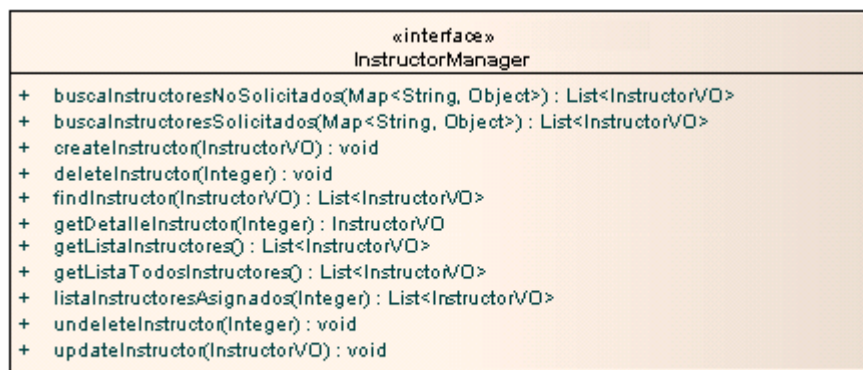 «interface»
InstructorManager
+ buscaInstructoresNoSolicitados(Map<String, Object>) : List<InstructorVO>
+ buscaInstructoresSolicitados(Map<String, Object>) : List<InstructorVO>
+ createInstructor(InstructorVO) : void
+ deleteInstructor(Integer) : void
+ findInstructor(InstructorVO) : List<InstructorVO>
+ getDetalleInstructor(Integer) : InstructorVO
+ getListaInstructores() : List<InstructorVO>
+ getListaTodosInstructores() : List<InstructorVO>
+ listaInstructoresAsignados(Integer) : List<InstructorVO>
+ undeleteInstructor(Integer) : void
+ updateInstructor(InstructorVO) : void